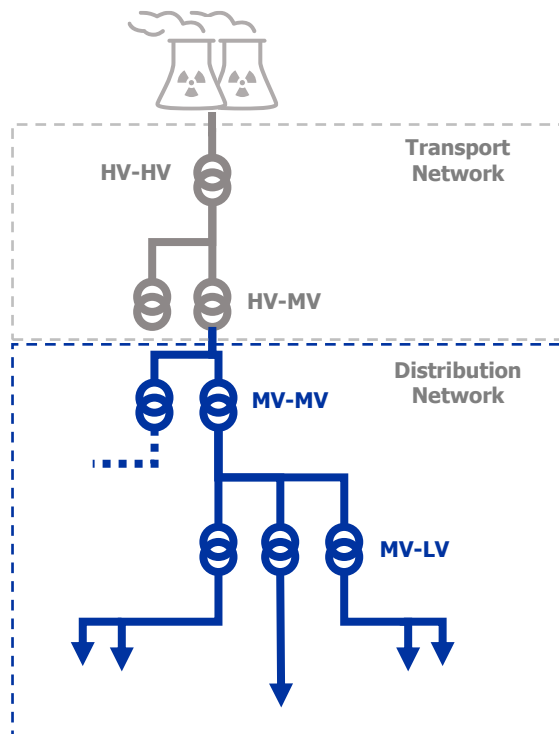 Transport
Network
HV-HV
HV-MV
Distribution
Network
MV-MV
MV-LV